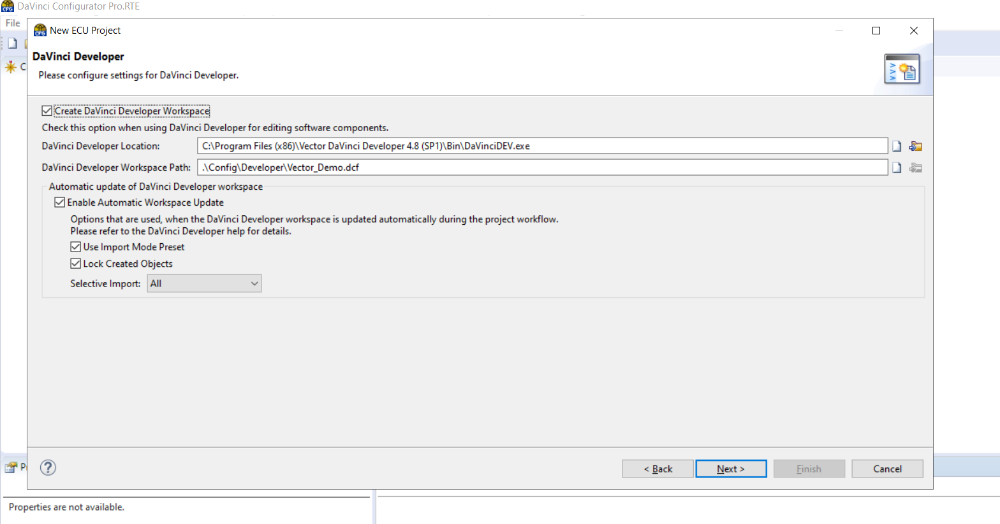 DaVinci Configurator Pro.RTE
File
New ECU Project
DaVinci Developer
Please configure settings for DaVinci Developer.
C
Create DaVinci Developer Workspace
Check this option when using DaVinci Developer for editing software components.
DaVinci Developer Location: C:\Program Files (x86)\Vector DaVinci Developer 4.8 (SP1)\Bin\DaVinciDEV.exe
DaVinci Developer Workspace Path: .\Config\Developer\Vector_Demo.dcf
Automatic update of DaVinci Developer workspace
Enable Automatic Workspace Update
Options that are used, when the DaVinci Developer workspace is updated automatically during the project workflow.
Please refer to the DaVinci Developer help for details.
Use Import Mode Preset
Lock Created Objects
Selective Import: All
< Back Next > Finish Cancel
Properties are not available.